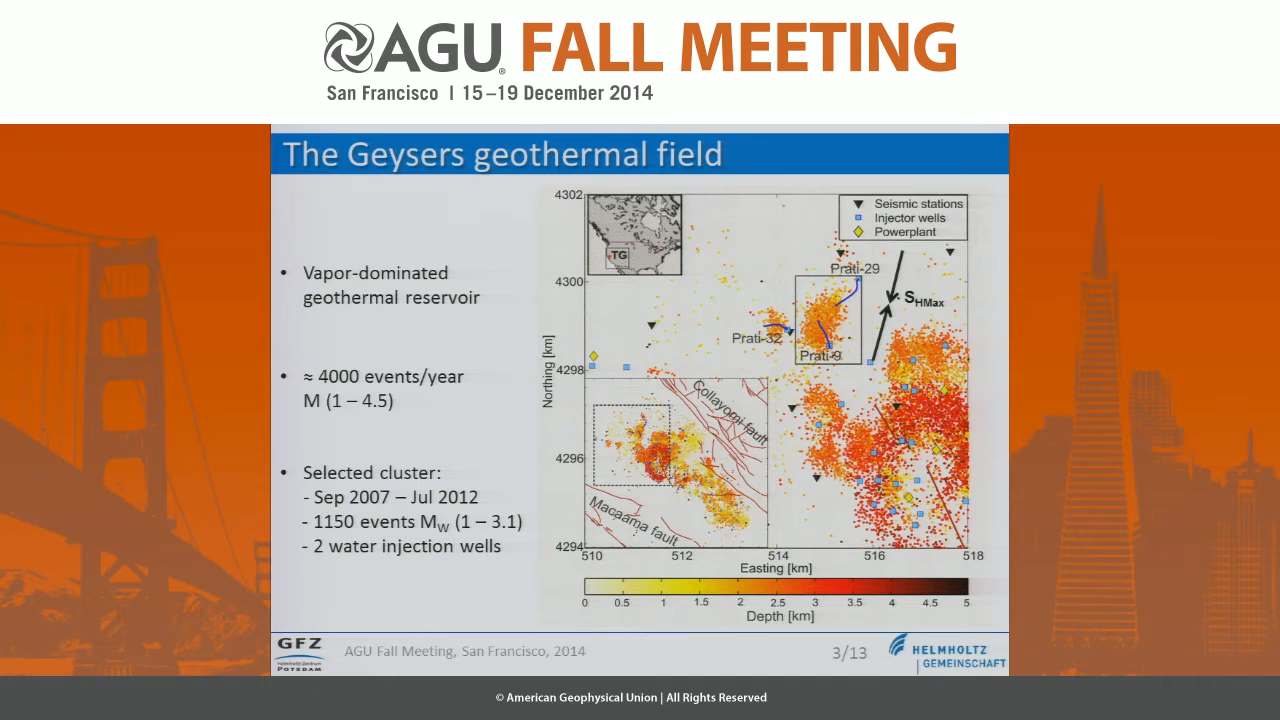 AGU FALL MEETING
San Francisco | 15–19 December 2014
The Geysers geothermal field
• Vapor-dominated
geothermal reservoir
• ≈ 4000 events/year
M (1 – 4.5)
• Selected cluster:
- Sep 2007 – Jul 2012
- 1150 events MW (1 – 3.1)
- 2 water injection wells
4302
4300
4298
4296
4294
Northing [km]
TG
Seismic stations
Injector wells
Powerplant
Prati-29
SHMax
Prati-32
Prati-9
Collayomi fault
Macaama fault
510 512 514 516 518
Easting [km]
0 0.5 1 1.5 2 2.5 3 3.5 4 4.5 5
Depth [km]
GFZ
Helmholtz-Zentrum
POTSDAM
AGU Fall Meeting, San Francisco, 2014
3/13
HELMHOLTZ
GEMEINSCHAFT
© American Geophysical Union | All Rights Reserved